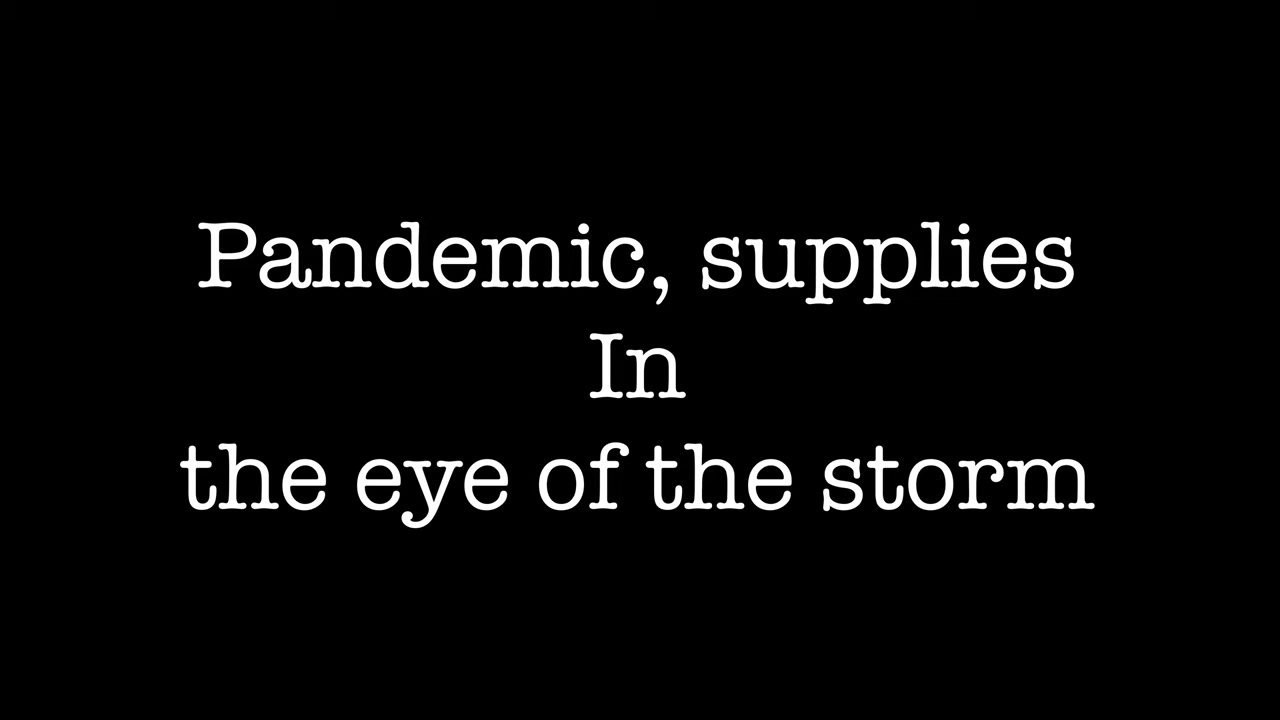 Pandemic, supplies
In
the eye of the storm